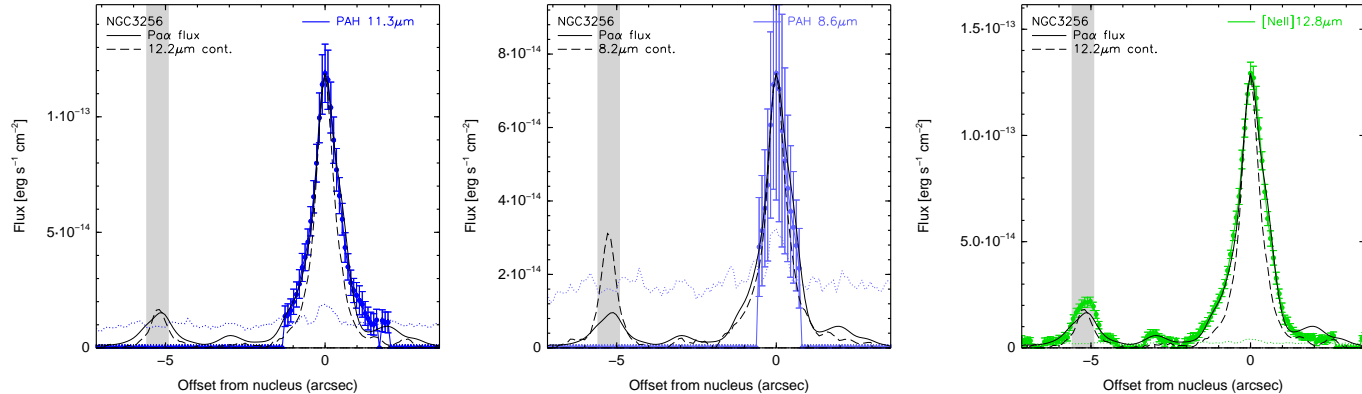 NGC3256
PAH 11.3μm
Paα flux
12.2μm cont.
1·10⁻¹³
5·10⁻¹⁴
0
Flux [erg s⁻¹ cm⁻²]
−5
0
Offset from nucleus (arcsec)
NGC3256
PAH 8.6μm
Paα flux
8.2μm cont.
8·10⁻¹⁴
6·10⁻¹⁴
4·10⁻¹⁴
2·10⁻¹⁴
0
Flux [erg s⁻¹ cm⁻²]
−5
0
Offset from nucleus (arcsec)
NGC3256
[NeII]12.8μm
Paα flux
12.2μm cont.
1.5·10⁻¹³
1.0·10⁻¹³
5.0·10⁻¹⁴
0
Flux [erg s⁻¹ cm⁻²]
−5
0
Offset from nucleus (arcsec)